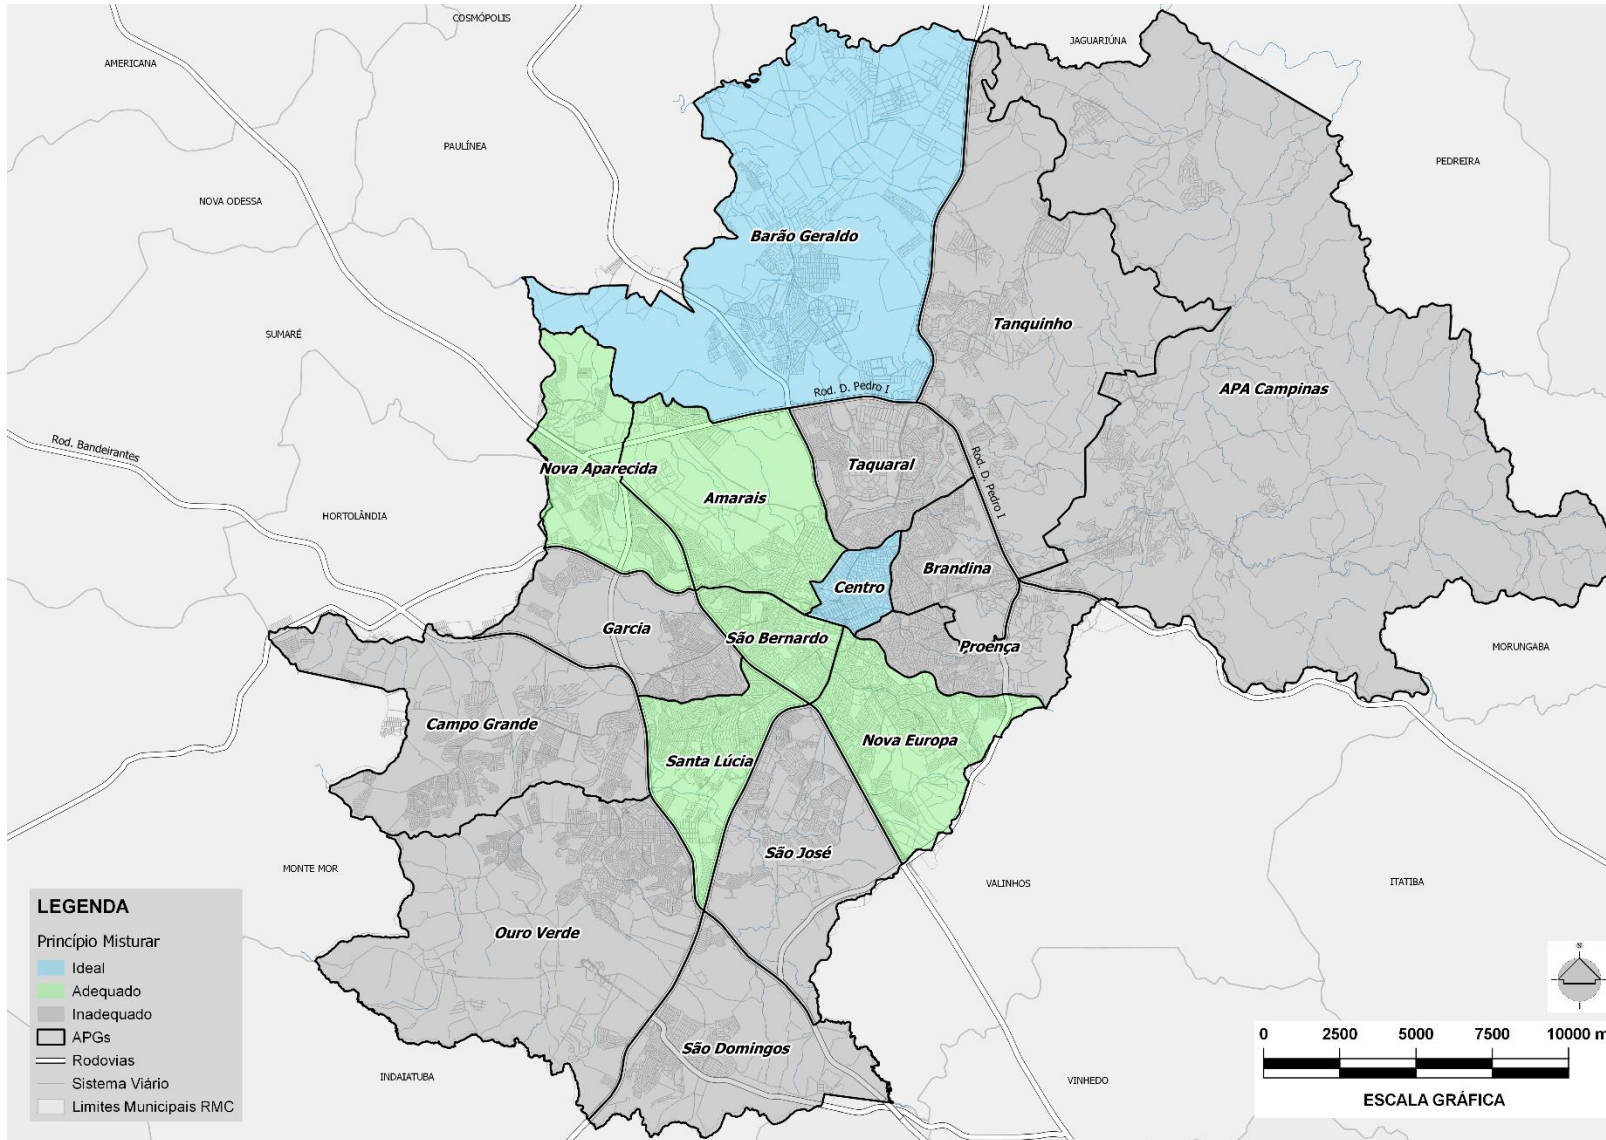 COSMÓPOLIS
JAGUARIÚNA
AMERICANA
PAULÍNEA
PEDREIRA
NOVA ODESSA
Barão Geraldo
Tanquinho
SUMARÉ
APA Campinas
Rod. D. Pedro I
Rod. Bandeirantes
Nova Aparecida
Taquaral
Rod. D. Pedro I
Amarais
HORTOLÂNDIA
Brandina
Centro
Garcia
São Bernardo
Proença
MORUNGABA
Campo Grande
Nova Europa
Santa Lúcia
São José
MONTE MOR
VALINHOS
ITATIBA
Ouro Verde
São Domingos
INDAIATUBA
VINHEDO
LEGENDA
Princípio Misturar
Ideal
Adequado
Inadequado
APGs
Rodovias
Sistema Viário
Limites Municipais RMC
N
0 2500 5000 7500 10000 m
ESCALA GRÁFICA